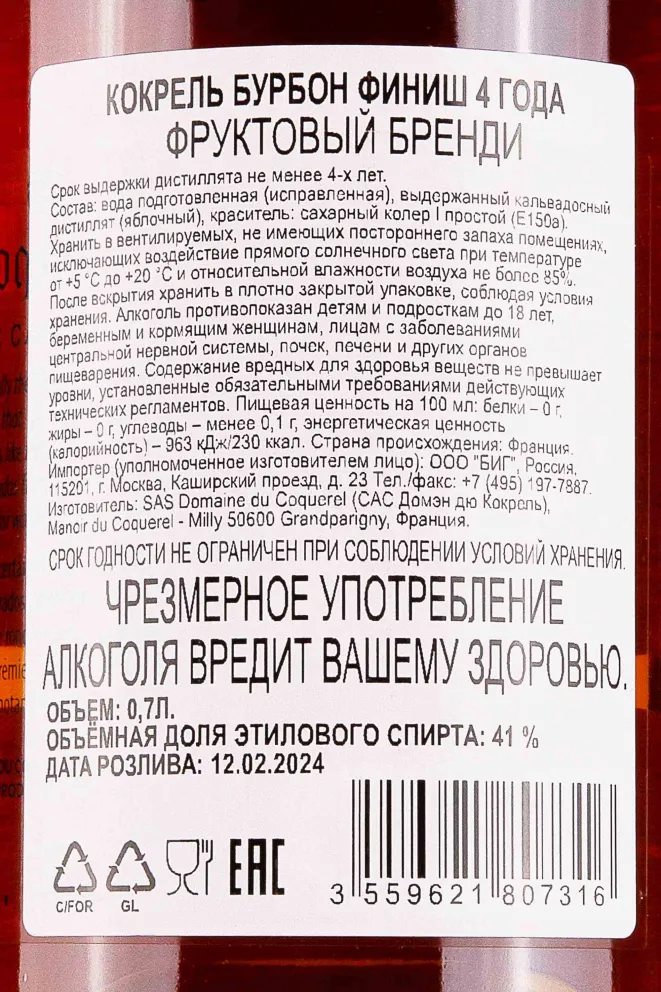 КОКРЕЛЬ БУРБОН ФИНИШ 4 ГОДА
ФРУКТОВЫЙ БРЕНДИ
Срок выдержки дистиллята не менее 4-х лет.
Состав: вода подготовленная (исправленная), выдержанный кальвадосный
дистиллят (яблочный), краситель: сахарный колер I простой (Е150а).
Хранить в вентилируемых, не имеющих постороннего запаха помещениях,
исключающих воздействие прямого солнечного света при температуре
от +5 °С до +20 °С и относительной влажности воздуха не более 85%.
После вскрытия хранить в плотно закрытой упаковке, соблюдая условия
хранения. Алкоголь противопоказан детям и подросткам до 18 лет,
беременным и кормящим женщинам, лицам с заболеваниями
центральной нервной системы, почек, печени и других органов
пищеварения. Содержание вредных для здоровья веществ не превышает
уровни, установленные обязательными требованиями действующих
технических регламентов. Пищевая ценность на 100 мл: белки – 0 г,
жиры – 0 г, углеводы – менее 0,1 г, энергетическая ценность
(калорийность) – 963 кДж/230 ккал. Страна происхождения: Франция.
Импортер (уполномоченное изготовителем лицо): ООО "БИГ", Россия,
115201, г. Москва, Каширский проезд, д. 23 Тел./факс: +7 (495) 197-7887.
Изготовитель: SAS Domaine du Coquerel (САС Домэн дю Кокрель),
Manoir du Coquerel - Milly 50600 Grandparigny, Франция.
СРОК ГОДНОСТИ НЕ ОГРАНИЧЕН ПРИ СОБЛЮДЕНИИ УСЛОВИЙ ХРАНЕНИЯ.
ЧРЕЗМЕРНОЕ УПОТРЕБЛЕНИЕ
АЛКОГОЛЯ ВРЕДИТ ВАШЕМУ ЗДОРОВЬЮ.
ОБЪЕМ: 0,7Л.
ОБЪЁМНАЯ ДОЛЯ ЭТИЛОВОГО СПИРТА: 41 %
ДАТА РОЗЛИВА: 12.02.2024
C/FOR GL EAC
3 559621 807316